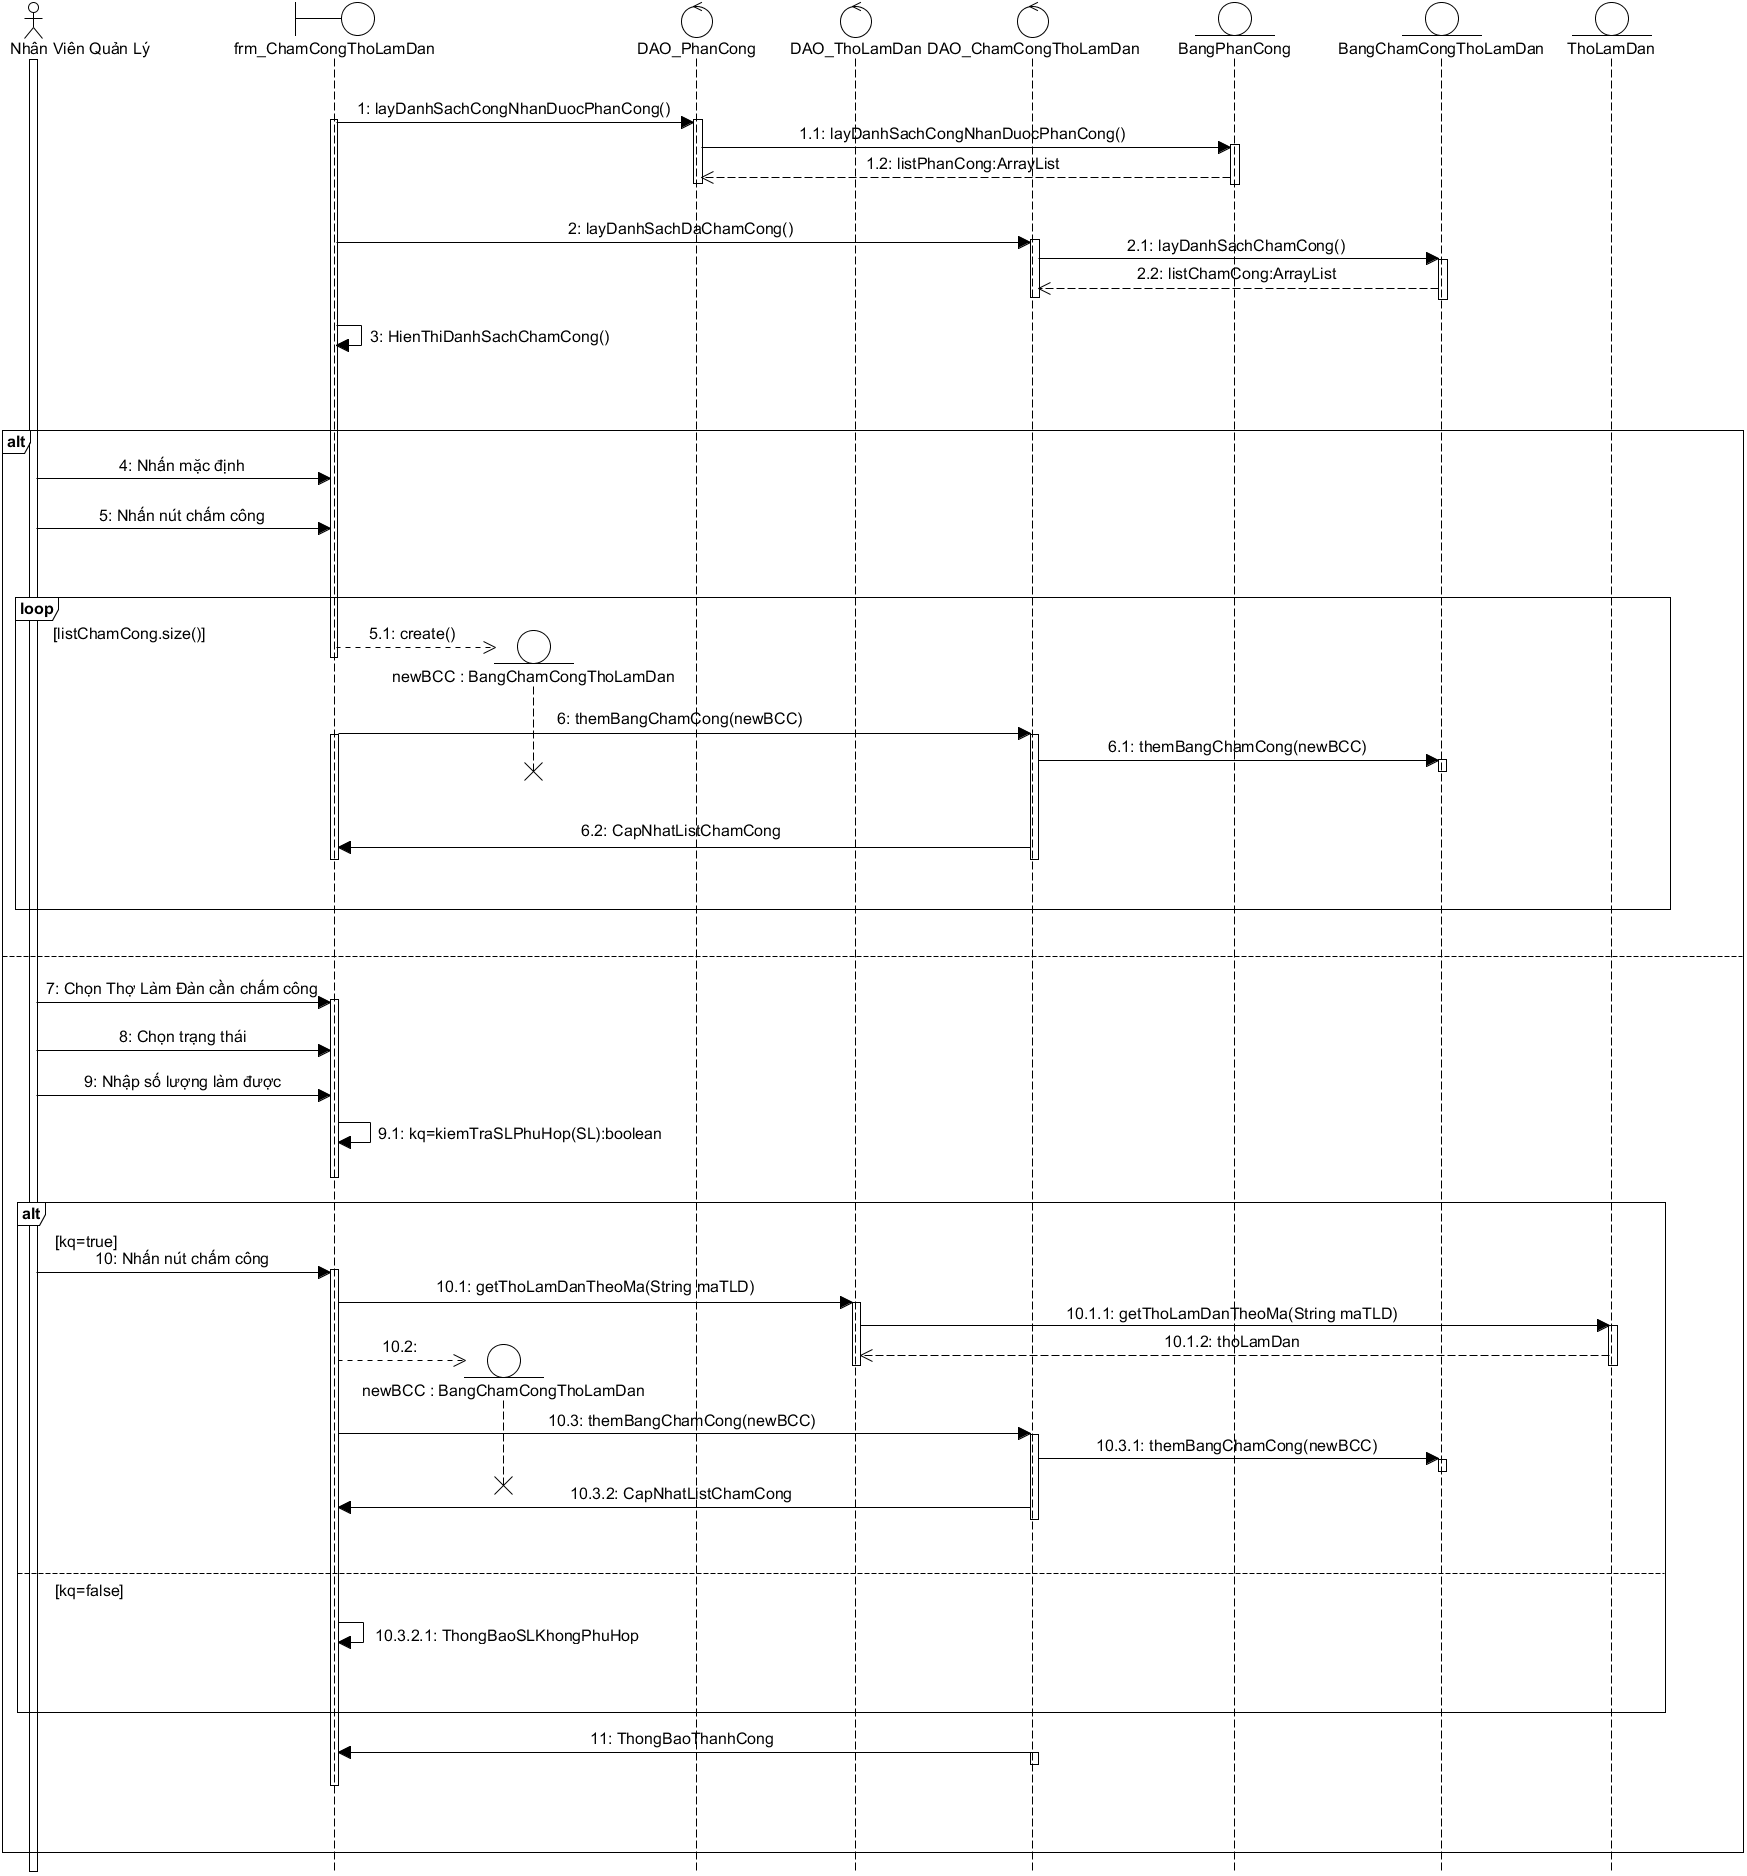 Nhân Viên Quản Lý
frm_ChamCongThoLamDan
DAO_PhanCong
DAO_ThoLamDan
DAO_ChamCongThoLamDan
BangPhanCong
BangChamCongThoLamDan
ThoLamDan
1: layDanhSachCongNhanDuocPhanCong()
1.1: layDanhSachCongNhanDuocPhanCong()
1.2: listPhanCong:ArrayList
2: layDanhSachDaChamCong()
2.1: layDanhSachChamCong()
2.2: listChamCong:ArrayList
3: HienThiDanhSachChamCong()
alt
4: Nhấn mặc định
5: Nhấn nút chấm công
loop
[listChamCong.size()]
5.1: create()
newBCC : BangChamCongThoLamDan
6: themBangChamCong(newBCC)
6.1: themBangChamCong(newBCC)
6.2: CapNhatListChamCong
7: Chọn Thợ Làm Đàn cần chấm công
8: Chọn trạng thái
9: Nhập số lượng làm được
9.1: kq=kiemTraSLPhuHop(SL):boolean
alt
[kq=true]
10: Nhấn nút chấm công
10.1: getThoLamDanTheoMa(String maTLD)
10.1.1: getThoLamDanTheoMa(String maTLD)
10.1.2: thoLamDan
10.2:
newBCC : BangChamCongThoLamDan
10.3: themBangChamCong(newBCC)
10.3.1: themBangChamCong(newBCC)
10.3.2: CapNhatListChamCong
[kq=false]
10.3.2.1: ThongBaoSLKhongPhuHop
11: ThongBaoThanhCong